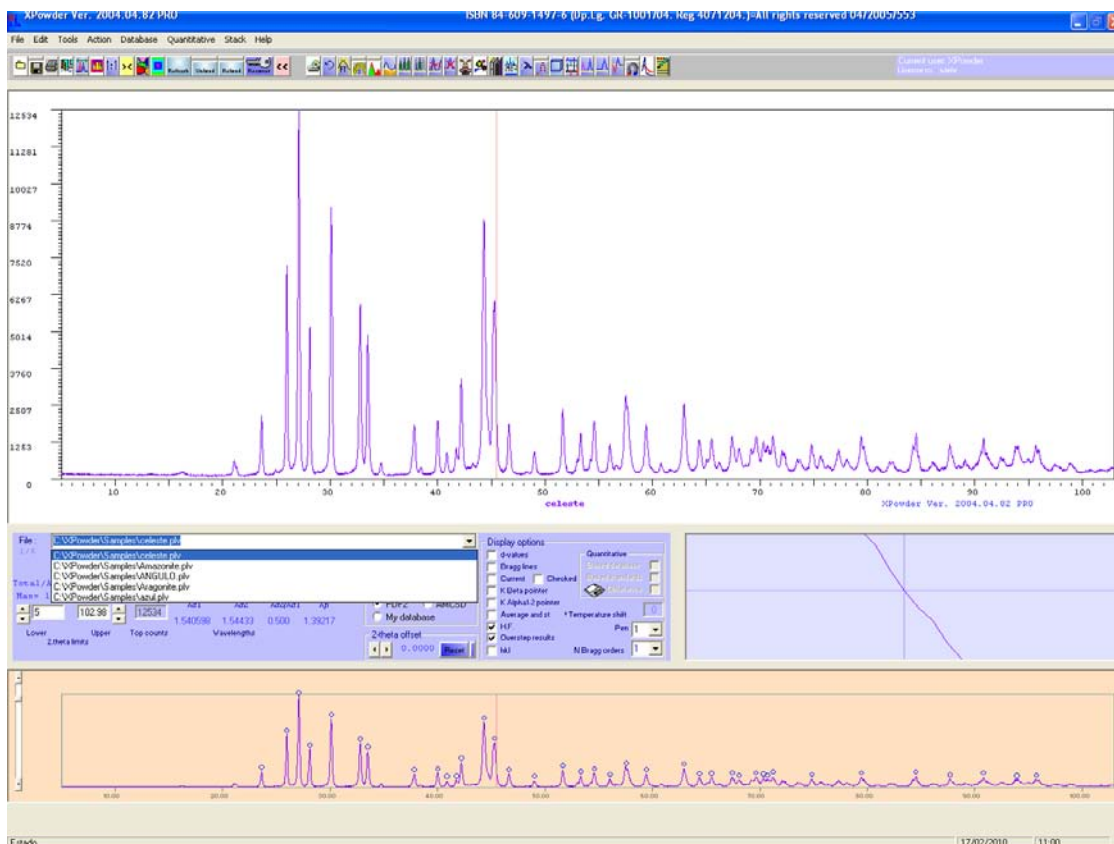 XPowder Ver. 2004.04.82 PRO
ISBN 84-609-1497-6 (Dp.Lg. GR-1001/04. Reg 4071204.)=All rights reserved 04/2005/553
File Edit Tools Action Database Quantitative Stack Help
Current user: XPowder
12534
11281
10027
8774
7520
6267
5014
3760
2507
1253
0
10 20 30 40 50 60 70 80 90 100
celeste XPowder Ver. 2004.04.02 PRO
File : C:\XPowder\Samples\celeste.plv
C:\XPowder\Samples\celeste.plv
C:\XPowder\Samples\Amazonite.plv
C:\XPowder\Samples\ANGULO.plv
C:\XPowder\Samples\Aragonite.plv
C:\XPowder\Samples\azul.plv
5 102.98 12534
1.540598 1.54433 0.500 1.39217
Lower Upper Top counts Wavelengths
2.theta limits
PDF2 AMCSD
My database
2-theta offset
0.0000 Reset
Display options
d-values
Bragg lines
Current Checked
K Beta pointer
K Alpha1-2 pointer
Average and st
H.F.
Overstep results
hkl
Quantitative
*Temperature shift 0
Pen 1
N Bragg orders 1
10.00 20.00 30.00 40.00 50.00 60.00 70.00 80.00 90.00 100.00
Estado
17/02/2010 11:00